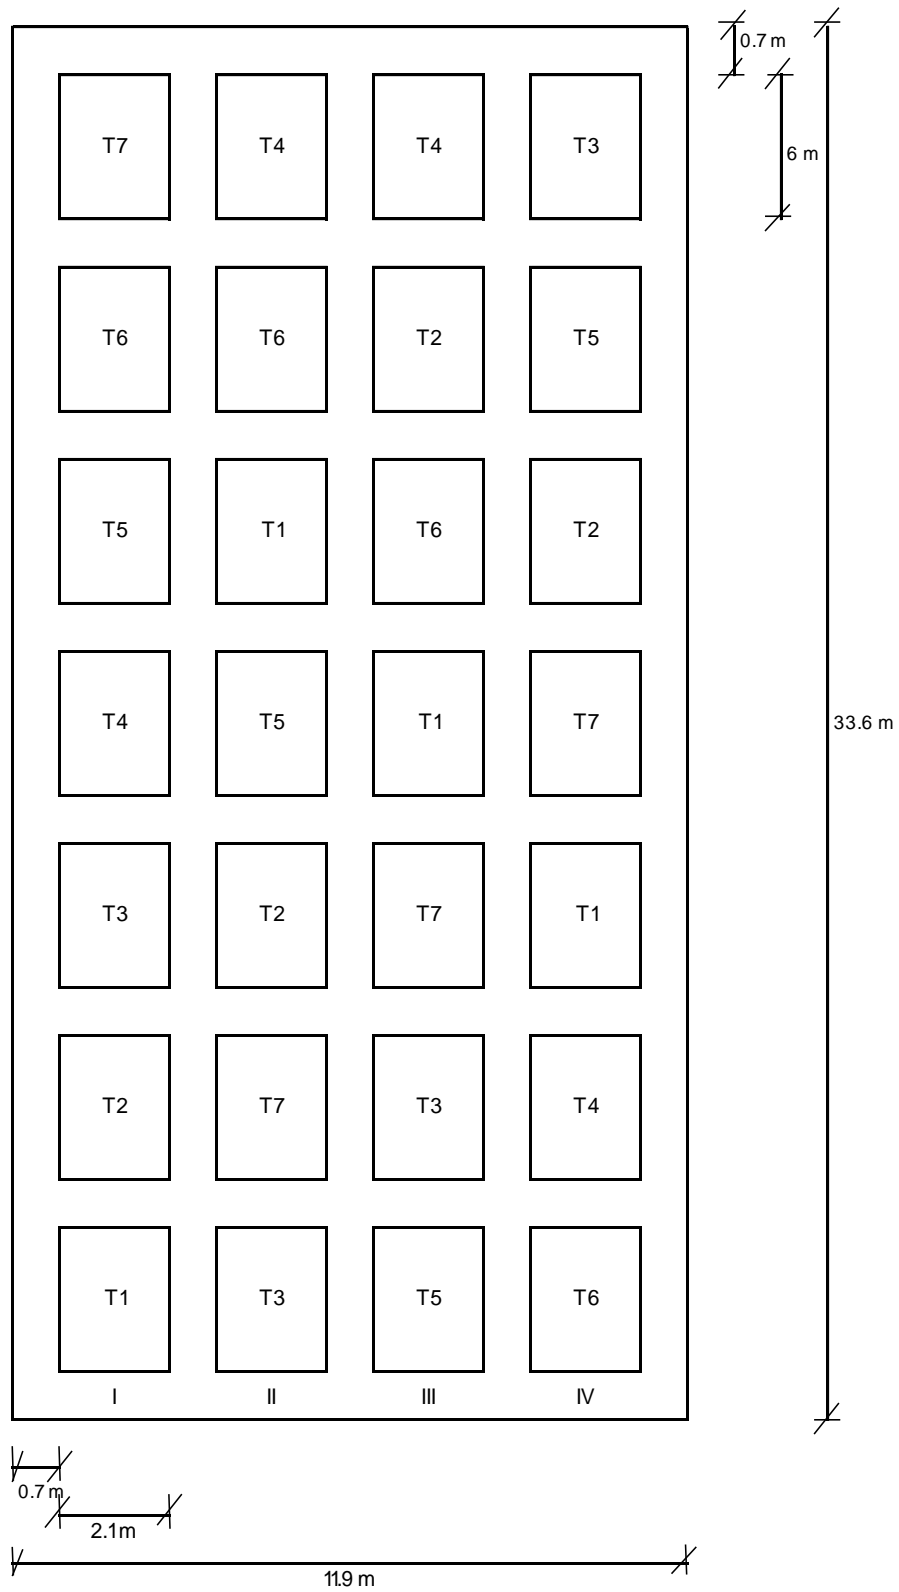 0.7 m
T7 T4 T4 T3
6 m
T6 T6 T2 T5
T5 T1 T6 T2
T4 T5 T1 T7
33.6 m
T3 T2 T7 T1
T2 T7 T3 T4
T1 T3 T5 T6
I II III IV
0.7 m
2.1m
11.9 m